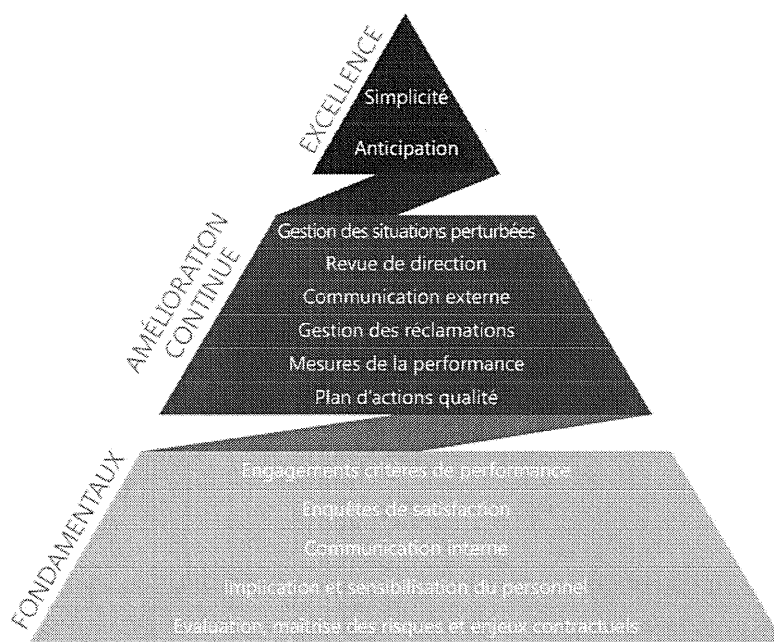 EXCELLENCE
Simplicité
Anticipation
AMÉLIORATION
CONTINUE
Gestion des situations perturbées
Revue de direction
Communication externe
Gestion des réclamations
Mesures de la performance
Plan d'actions qualité
FONDAMENTAUX
Engagements critères de performance
Enquêtes de satisfaction
Communication interne
Implication et sensibilisation du personnel
Evaluation, maîtrise des risques et enjeux contractuels